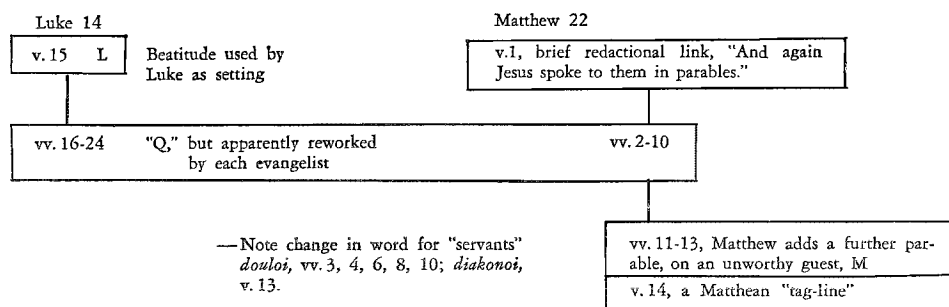 Luke 14
Matthew 22
v. 15 L
Beatitude used by
Luke as setting
v.1, brief redactional link, "And again
Jesus spoke to them in parables."
vv. 16-24 "Q," but apparently reworked
by each evangelist
vv. 2-10
—Note change in word for "servants"
douloi, vv. 3, 4, 6, 8, 10; diakonoi,
v. 13.
vv. 11-13, Matthew adds a further par-
able, on an unworthy guest, M
v. 14, a Matthean "tag-line"